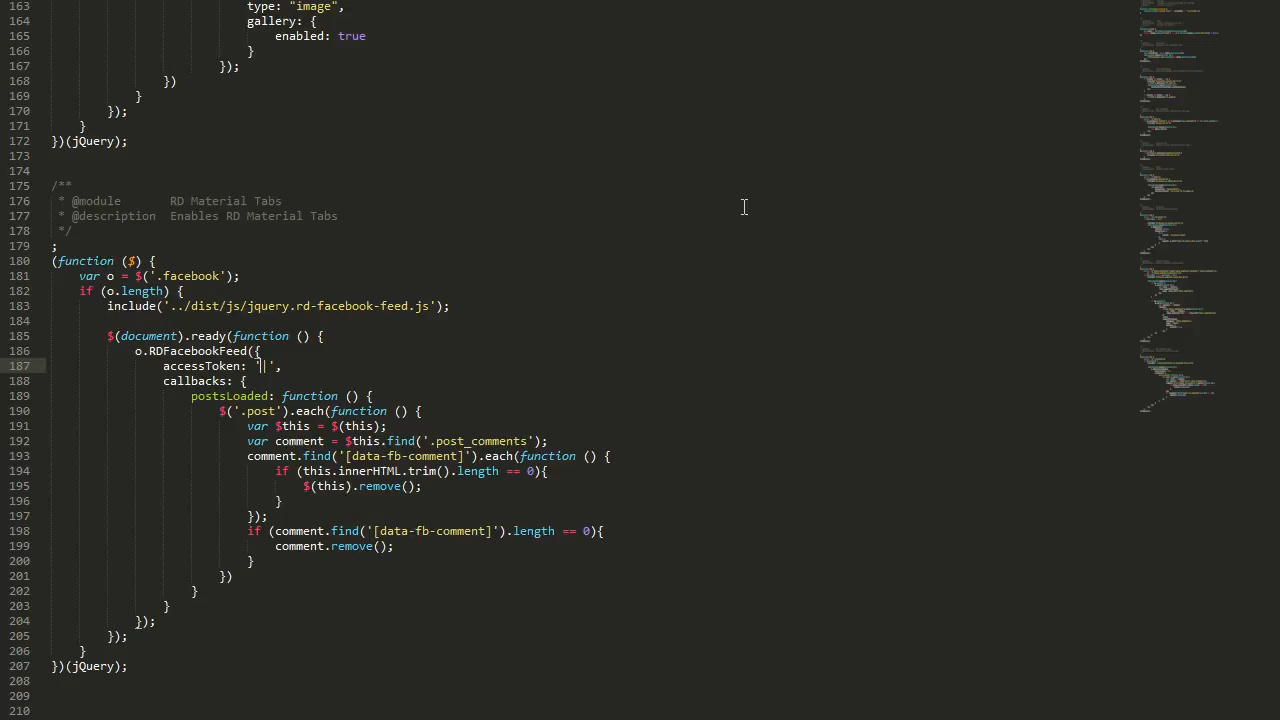 163                             type: "image",
164                             gallery: {
165                                 enabled: true
166                             }
167                         });
168                 })
169             }
170         });
171     }
172 })(jQuery);
173
174
175 /**
176  * @module       RD Material Tabs
177  * @description  Enables RD Material Tabs
178  */
179 ;
180 (function ($) {
181     var o = $('.facebook');
182     if (o.length) {
183         include('../dist/js/jquery.rd-facebook-feed.js');
184
185         $(document).ready(function () {
186             o.RDFacebookFeed({
187                 accessToken: '|',
188                 callbacks: {
189                     postsLoaded: function () {
190                         $('.post').each(function () {
191                             var $this = $(this);
192                             var comment = $this.find('.post_comments');
193                             comment.find('[data-fb-comment]').each(function () {
194                                 if (this.innerHTML.trim().length == 0){
195                                     $(this).remove();
196                                 }
197                             });
198                             if (comment.find('[data-fb-comment]').length == 0){
199                                 comment.remove();
200                             }
201                         })
202                     }
203                 }
204             });
205         });
206     }
207 })(jQuery);
208
209
210